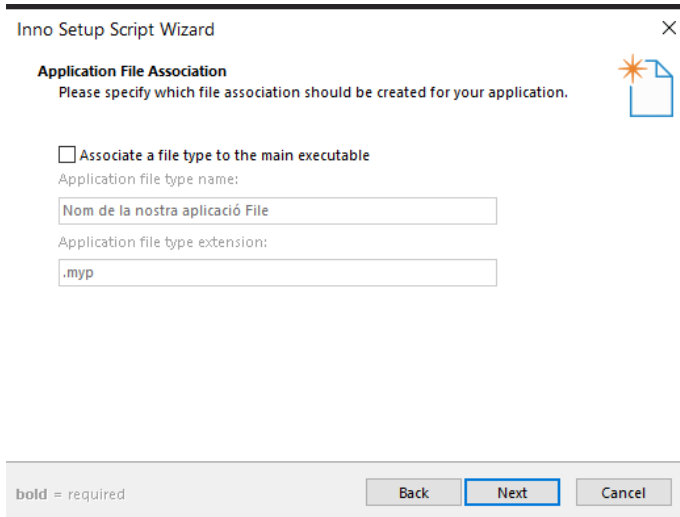 Inno Setup Script Wizard
Application File Association
Please specify which file association should be created for your application.
Associate a file type to the main executable
Application file type name:
Nom de la nostra aplicació File
Application file type extension:
.myp
bold = required
Back Next Cancel